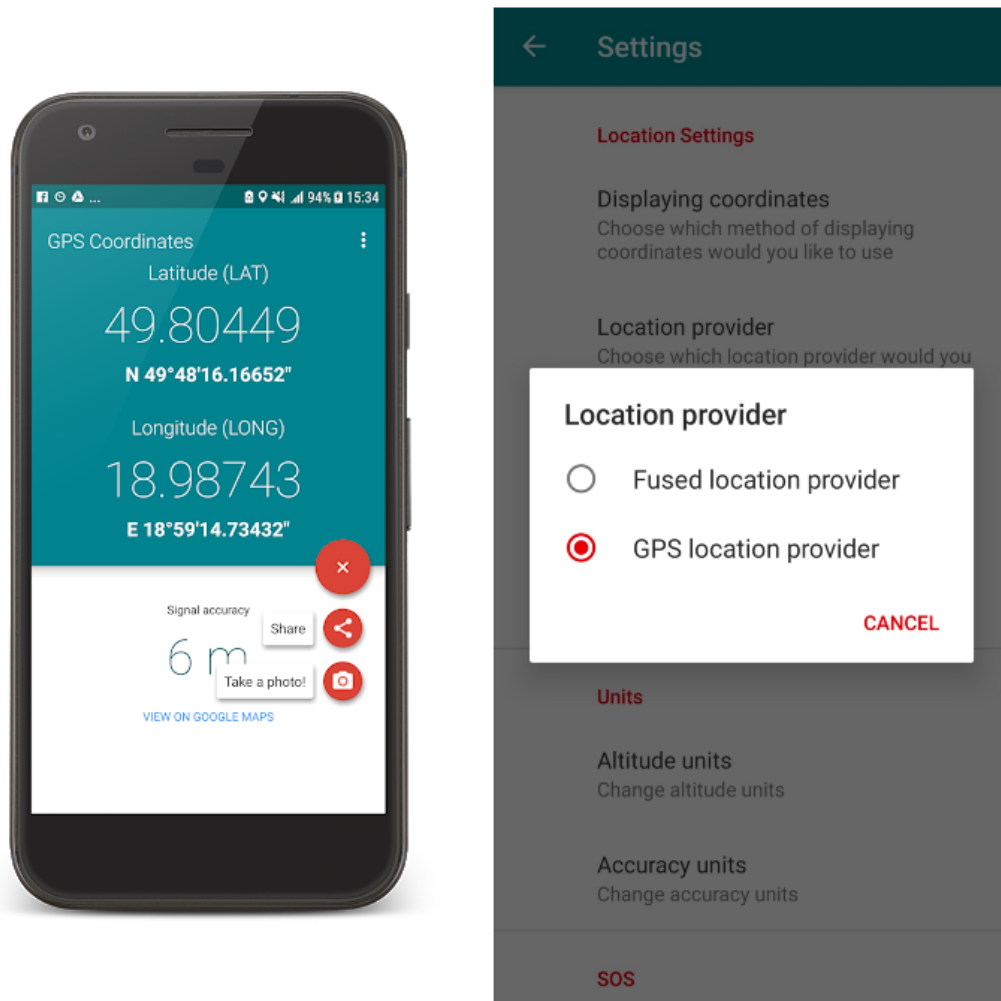 ... 94% 15:34
GPS Coordinates
Latitude (LAT)
49.80449
N 49°48'16.16652"
Longitude (LONG)
18.98743
E 18°59'14.73432"
×
Signal accuracy
Share
6 m
Take a photo!
VIEW ON GOOGLE MAPS
Settings
Location Settings
Displaying coordinates
Choose which method of displaying
coordinates would you like to use
Location provider
Choose which location provider would you
Location provider
Fused location provider
GPS location provider
CANCEL
Units
Altitude units
Change altitude units
Accuracy units
Change accuracy units
SOS